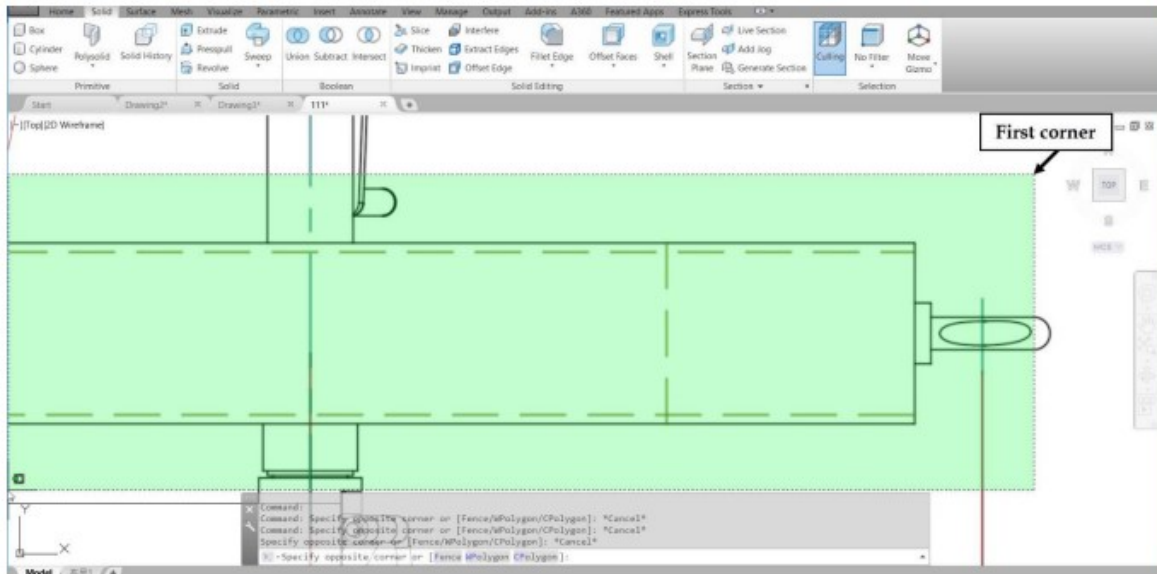 Home Solid Surface Mesh Visualize Parametric Insert Annotate View Manage Output Add-ins A360 Featured Apps Express Tools
Box
Cylinder
Sphere
Polysolid
Solid History
Extrude
Presspull
Revolve
Sweep
Union Subtract Intersect
Slice
Thicken
Imprint
Interfere
Extract Edges
Offset Edge
Fillet Edge
Offset Faces
Shell
Section
Plane
Live Section
Add Jog
Generate Section
Culling
No Filter
Move
Gizmo
Primitive Solid Boolean Solid Editing Section Selection
Start Drawing2* Drawing3* 111*
[-][Top][2D Wireframe]
First corner
W TOP E
S
WCS
Y
X
Command:
Command: Specify opposite corner or [Fence/WPolygon/CPolygon]: *Cancel*
Command: Specify opposite corner or [Fence/WPolygon/CPolygon]: *Cancel*
Specify opposite corner or [Fence/WPolygon/CPolygon]: *Cancel*
Specify opposite corner or [Fence WPolygon CPolygon]:
Model